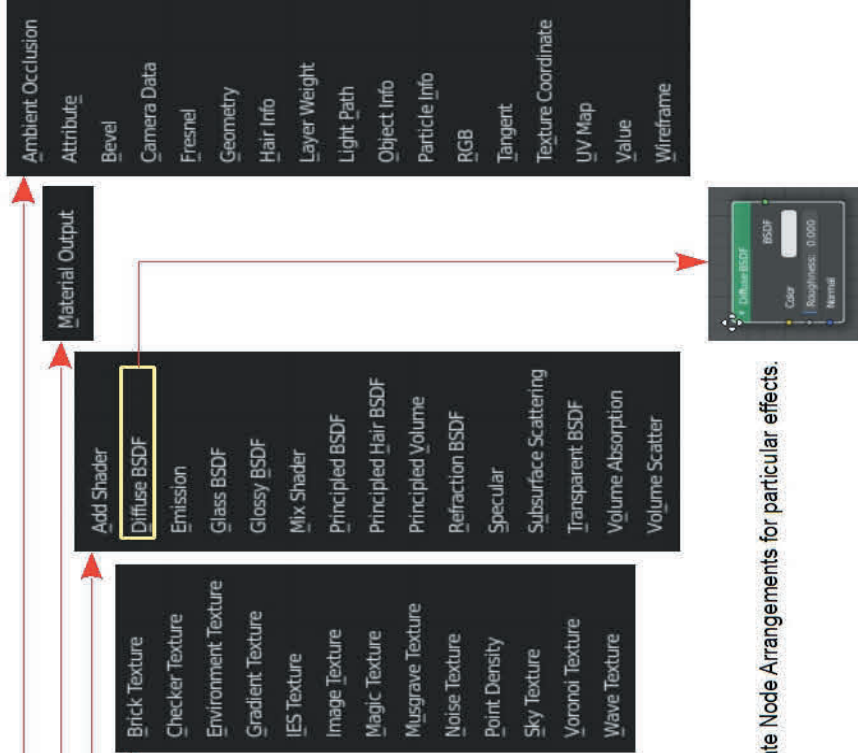 Ambient Occlusion
Attribute
Bevel
Camera Data
Fresnel
Geometry
Hair Info
Layer Weight
Light Path
Object Info
Particle Info
RGB
Tangent
Texture Coordinate
UV Map
Value
Wireframe
Material Output
Add Shader
Diffuse BSDF
Emission
Glass BSDF
Glossy BSDF
Mix Shader
Principled BSDF
Principled Hair BSDF
Principled Volume
Refraction BSDF
Specular
Subsurface Scattering
Transparent BSDF
Volume Absorption
Volume Scatter
Brick Texture
Checker Texture
Environment Texture
Gradient Texture
IES Texture
Image Texture
Magic Texture
Musgrave Texture
Noise Texture
Point Density
Sky Texture
Voronoi Texture
Wave Texture
Diffuse BSDF
BSDF
Color
Roughness: 0.000
Normal
Node Arrangements for particular effects.